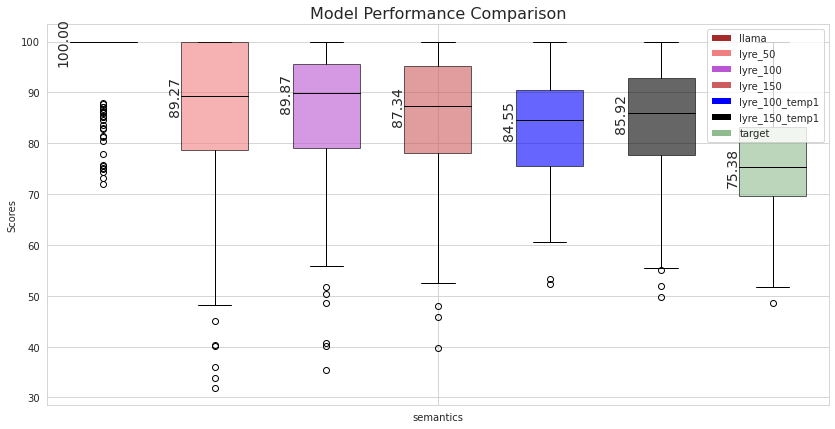 Model Performance Comparison
Scores
100
90
80
70
60
50
40
30
100.00
89.27
89.87
87.34
84.55
85.92
75.38
llama
lyre_50
lyre_100
lyre_150
lyre_100_temp1
lyre_150_temp1
target
semantics